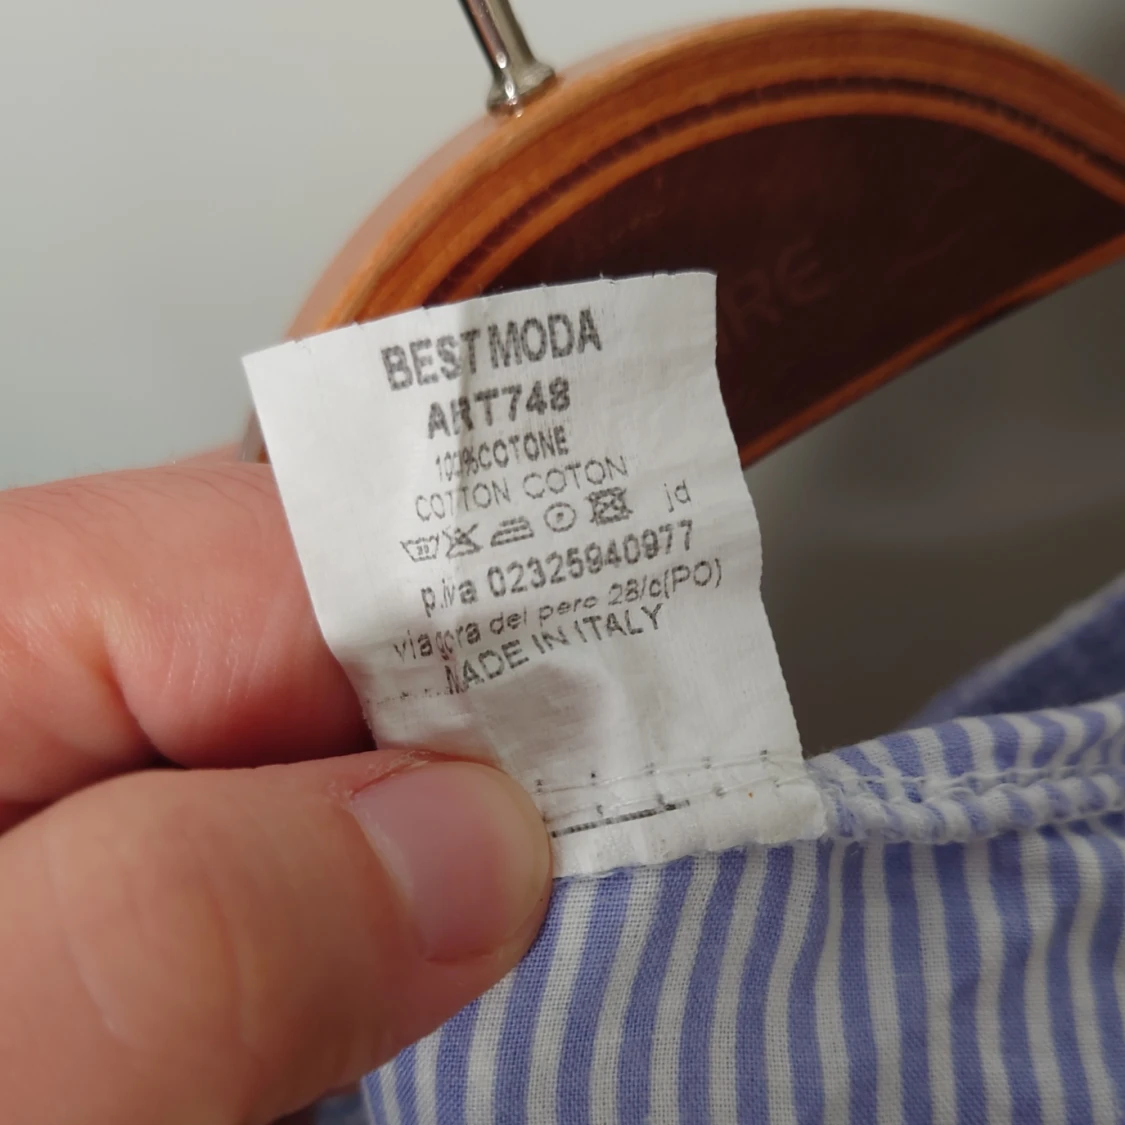 BEST MODA
ART748
100%COTONE
COTTON COTON
30 jd
p.iva 02325940977
via gora del pero 28/c(PO)
MADE IN ITALY